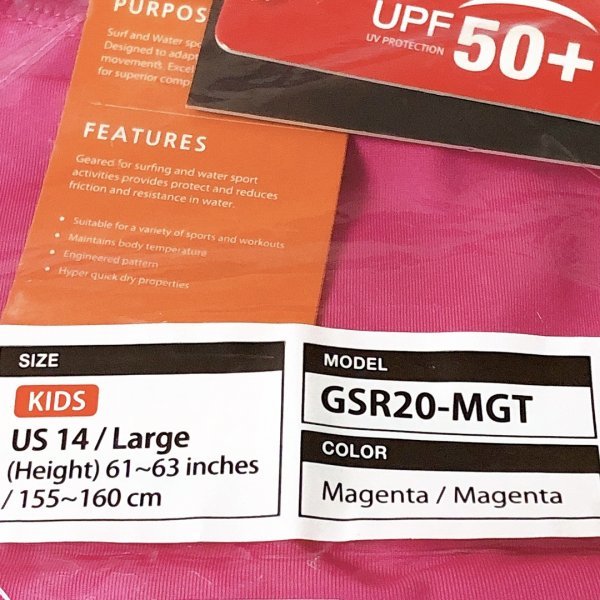 PURPOS
Surf and Water spo
Designed to adap
movement. Excel
for superior comp
UPF 50+
UV PROTECTION
FEATURES
Geared for surfing and water sport
activities provides protect and reduces
friction and resistance in water.
• Suitable for a variety of sports and workouts
• Maintains body temperature
• Engineered pattern
• Hyper quick dry properties
SIZE
KIDS
US 14 / Large
(Height) 61~63 inches
/ 155~160 cm
MODEL
GSR20-MGT
COLOR
Magenta / Magenta